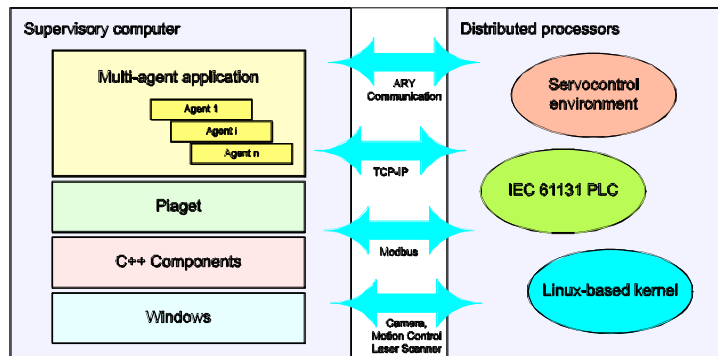 Supervisory computer
Multi-agent application
Agent 1
Agent i
Agent n
Piaget
C++ Components
Windows
ARY
Communication
TCP-IP
Modbus
Camera,
Motion Control
Laser Scanner
Distributed processors
Servocontrol
environment
IEC 61131 PLC
Linux-based kernel